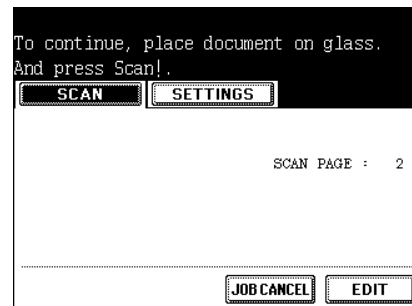 To continue, place document on glass.
And press Scan!.
SCAN SETTINGS
SCAN PAGE : 2
JOB CANCEL EDIT